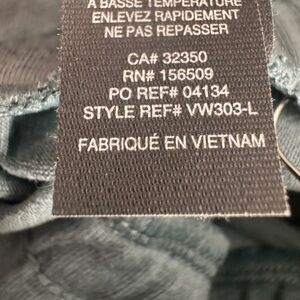 À BASSE TEMPÉRATURE
ENLEVEZ RAPIDEMENT
NE PAS REPASSER
CA# 32350
RN# 156509
PO REF# 04134
STYLE REF# VW303-L
FABRIQUÉ EN VIETNAM